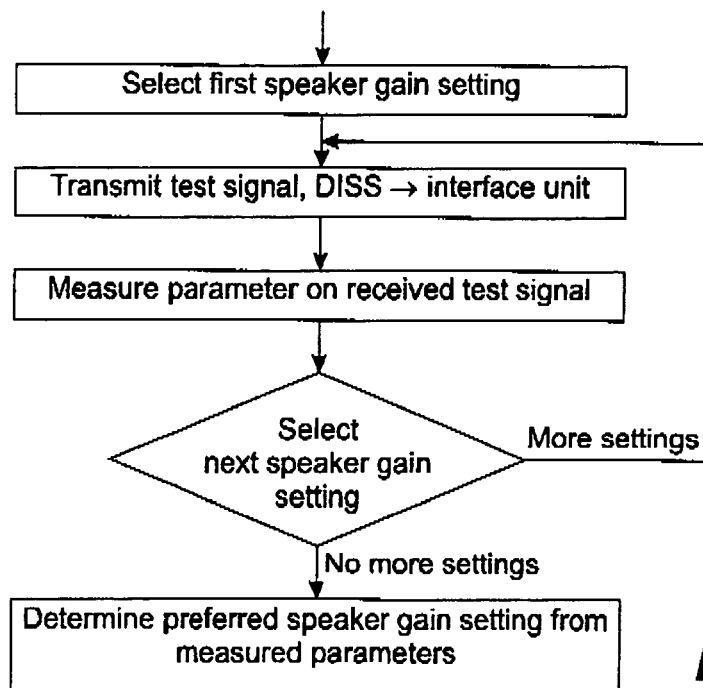 Select first speaker gain setting
Transmit test signal, DISS → interface unit
Measure parameter on received test signal
Select
next speaker gain
setting
More settings
No more settings
Determine preferred speaker gain setting from
measured parameters